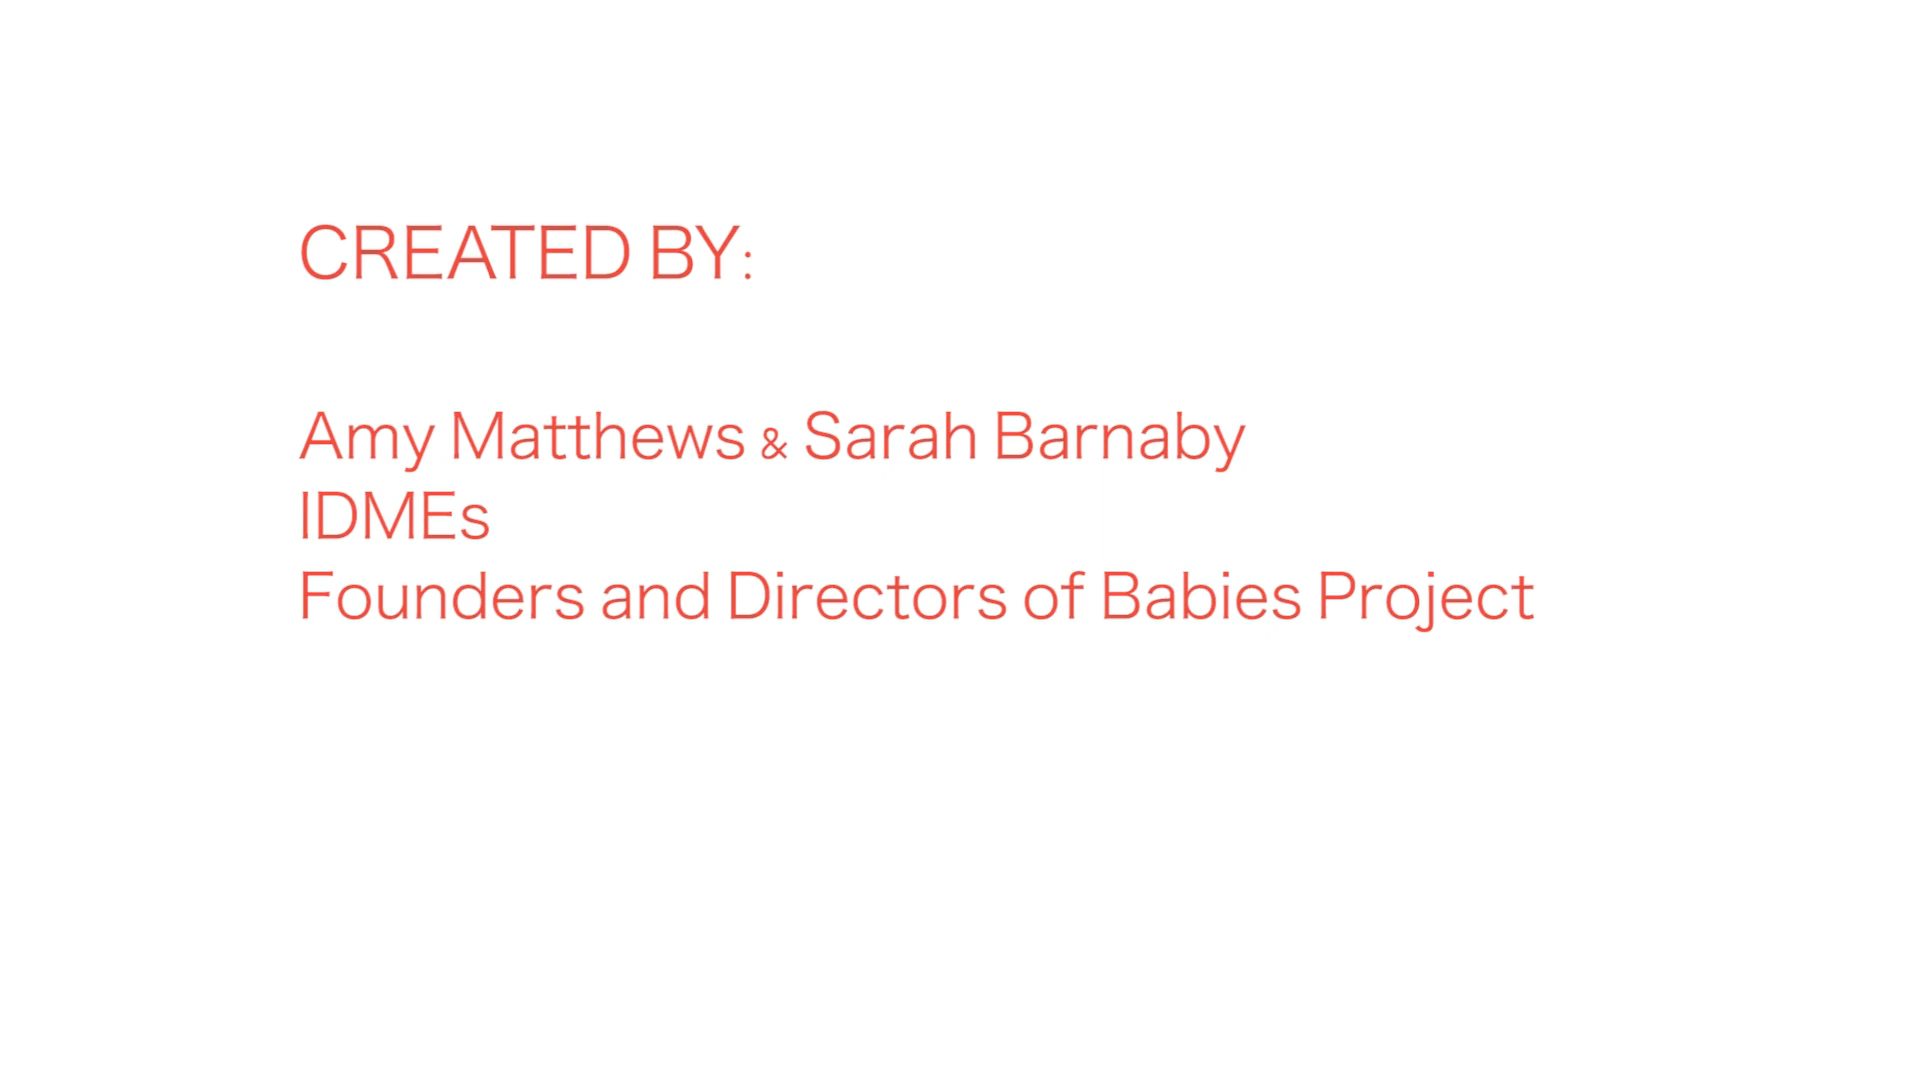 CREATED BY:
Amy Matthews & Sarah Barnaby
IDMEs
Founders and Directors of Babies Project